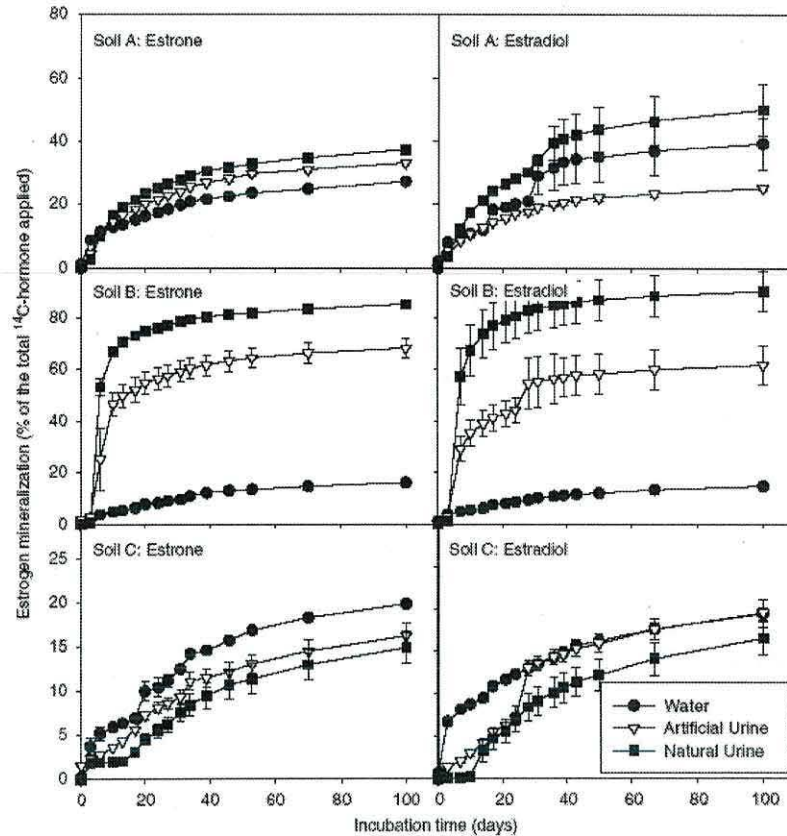 Estrogen mineralization (% of the total ¹⁴C-hormone applied)
80
60
40
20
0
Soil A: Estrone
Soil A: Estradiol
80
60
40
20
0
Soil B: Estrone
Soil B: Estradiol
25
20
15
10
5
0
Soil C: Estrone
Soil C: Estradiol
Water
Artificial Urine
Natural Urine
0 20 40 60 80 100 0 20 40 60 80 100
Incubation time (days)